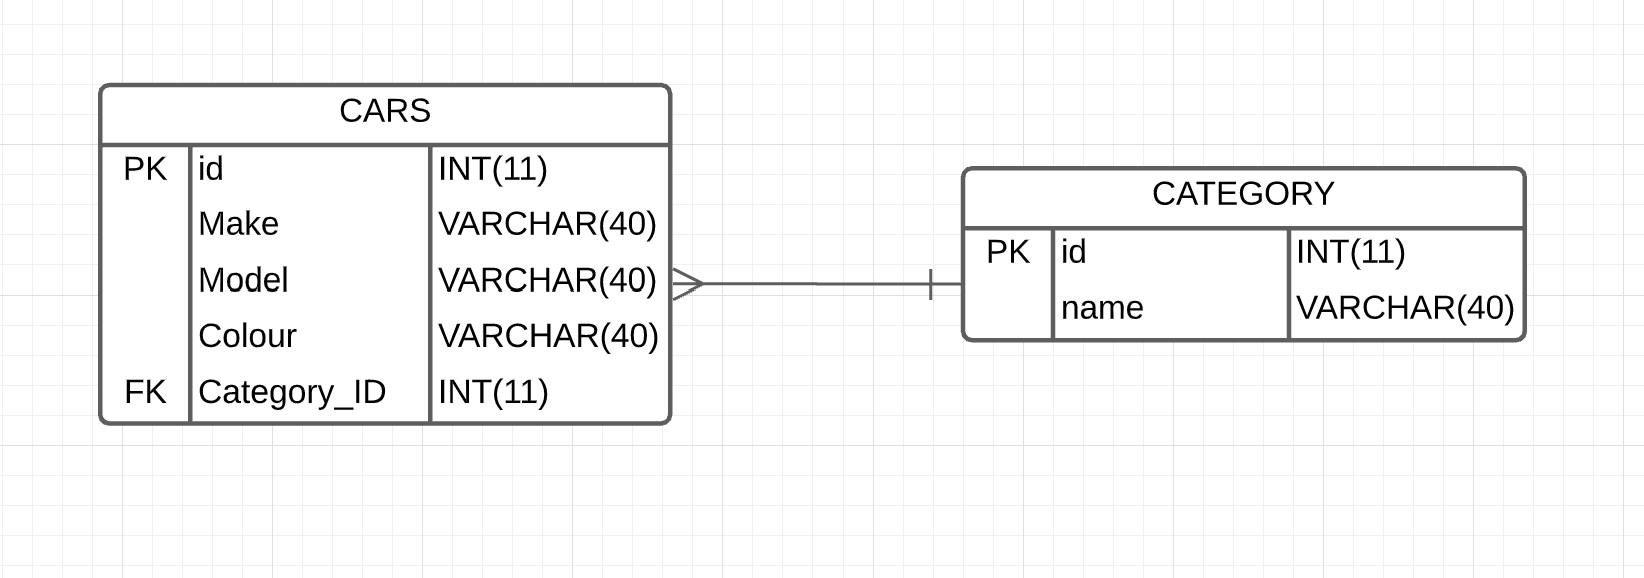 CARS
PK id INT(11)
Make VARCHAR(40)
Model VARCHAR(40)
Colour VARCHAR(40)
FK Category_ID INT(11)
CATEGORY
PK id INT(11)
name VARCHAR(40)